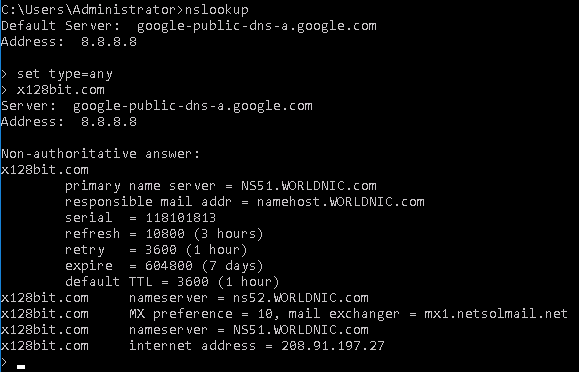 C:\Users\Administrator>nslookup
Default Server:  google-public-dns-a.google.com
Address:  8.8.8.8
> set type=any
> x128bit.com
Server:  google-public-dns-a.google.com
Address:  8.8.8.8
Non-authoritative answer:
x128bit.com
        primary name server = NS51.WORLDNIC.com
        responsible mail addr = namehost.WORLDNIC.com
        serial  = 118101813
        refresh = 10800 (3 hours)
        retry   = 3600 (1 hour)
        expire  = 604800 (7 days)
        default TTL = 3600 (1 hour)
x128bit.com     nameserver = ns52.WORLDNIC.com
x128bit.com     MX preference = 10, mail exchanger = mx1.netsolmail.net
x128bit.com     nameserver = NS51.WORLDNIC.com
x128bit.com     internet address = 208.91.197.27
>